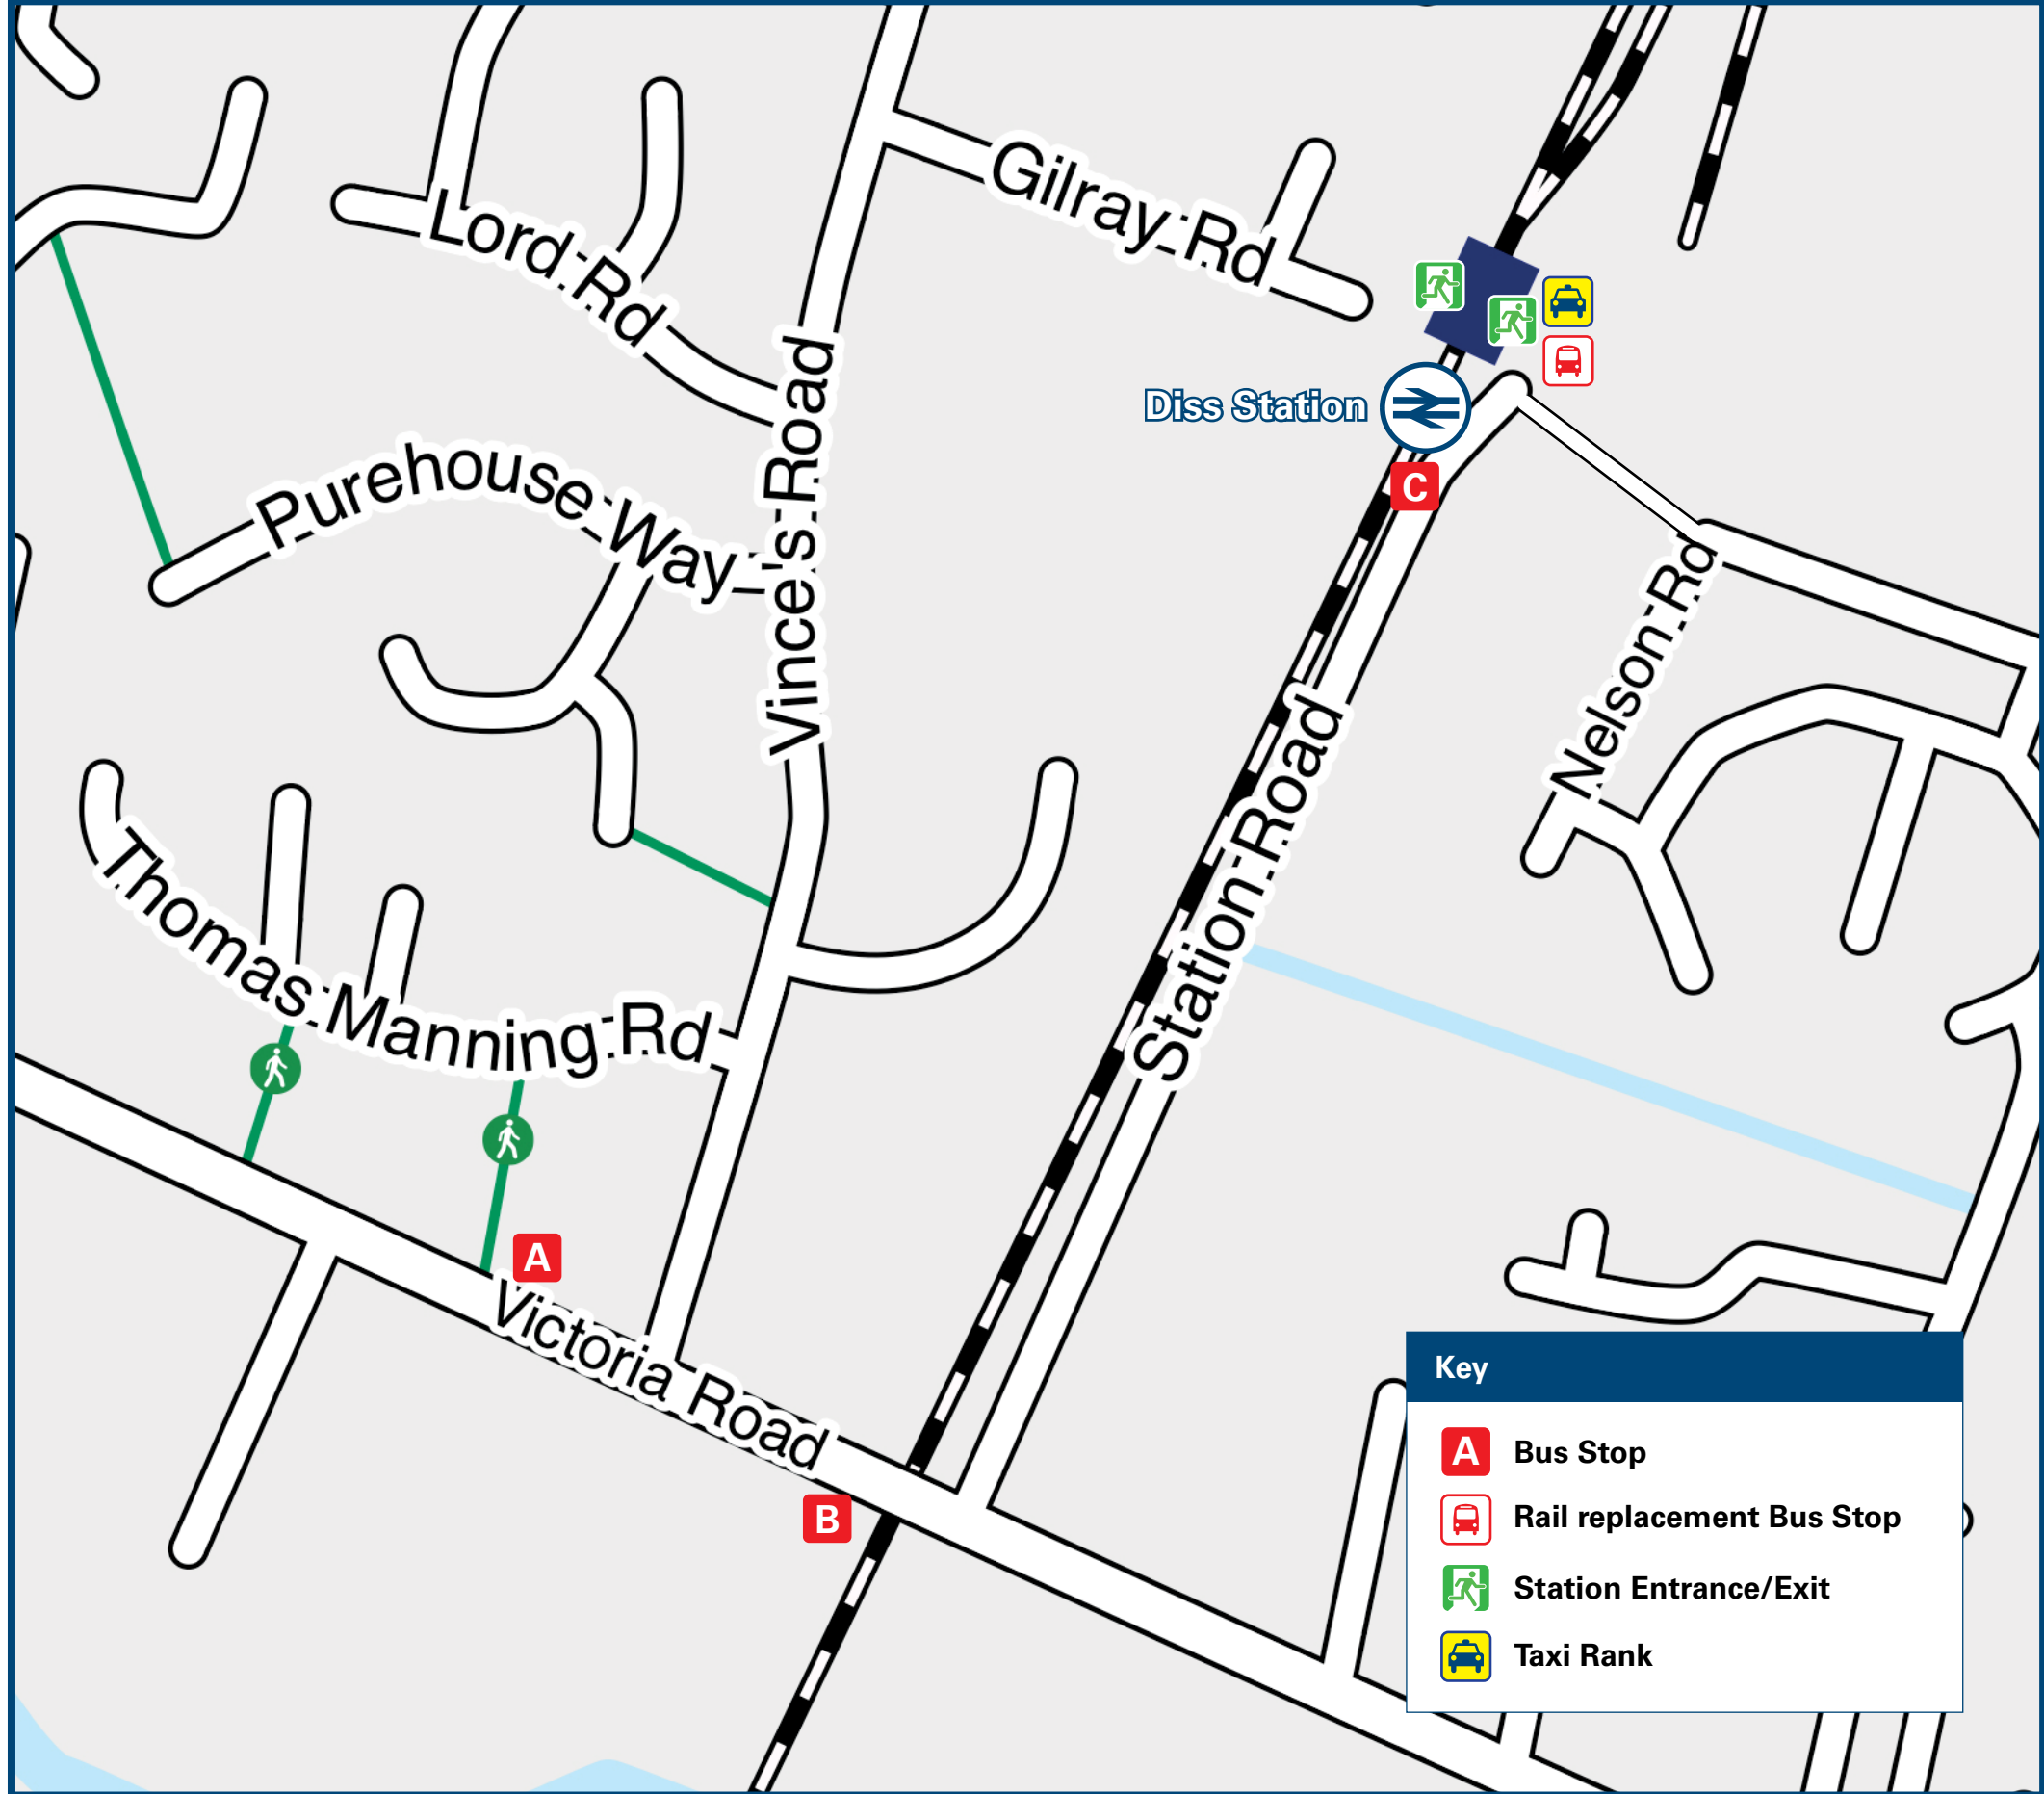 Gilray Rd
Lord Rd
Diss Station
Vince's Road
C
Purehouse Way
Nelson Rd
Station Road
Thomas Manning Rd
A
Victoria Road
B
Key
A Bus Stop
Rail replacement Bus Stop
Station Entrance/Exit
Taxi Rank